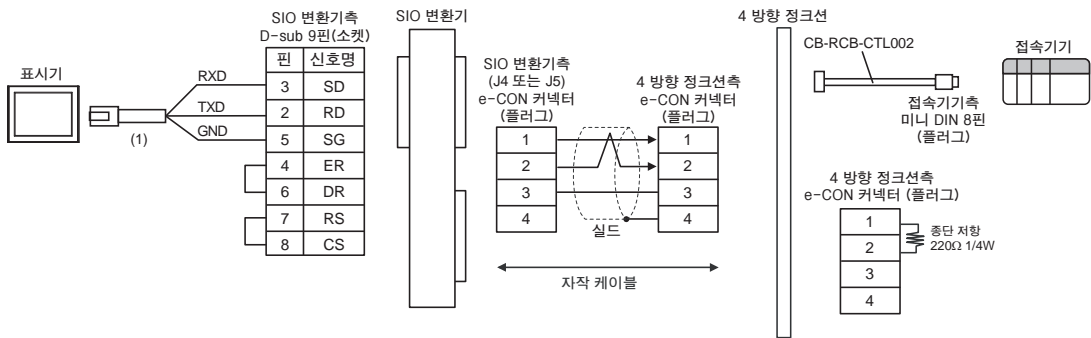 표시기
(1)
RXD
TXD
GND
SIO 변환기측
D-sub 9핀(소켓)
핀 신호명
3 SD
2 RD
5 SG
4 ER
6 DR
7 RS
8 CS
SIO 변환기
SIO 변환기측
(J4 또는 J5)
e-CON 커넥터
(플러그)
1
2
3
4
실드
4 방향 정크션측
e-CON 커넥터
(플러그)
1
2
3
4
자작 케이블
4 방향 정크션
CB-RCB-CTL002
접속기기측
미니 DIN 8핀
(플러그)
접속기기
4 방향 정크션측
e-CON 커넥터 (플러그)
1
2
3
4
종단 저항
220Ω 1/4W